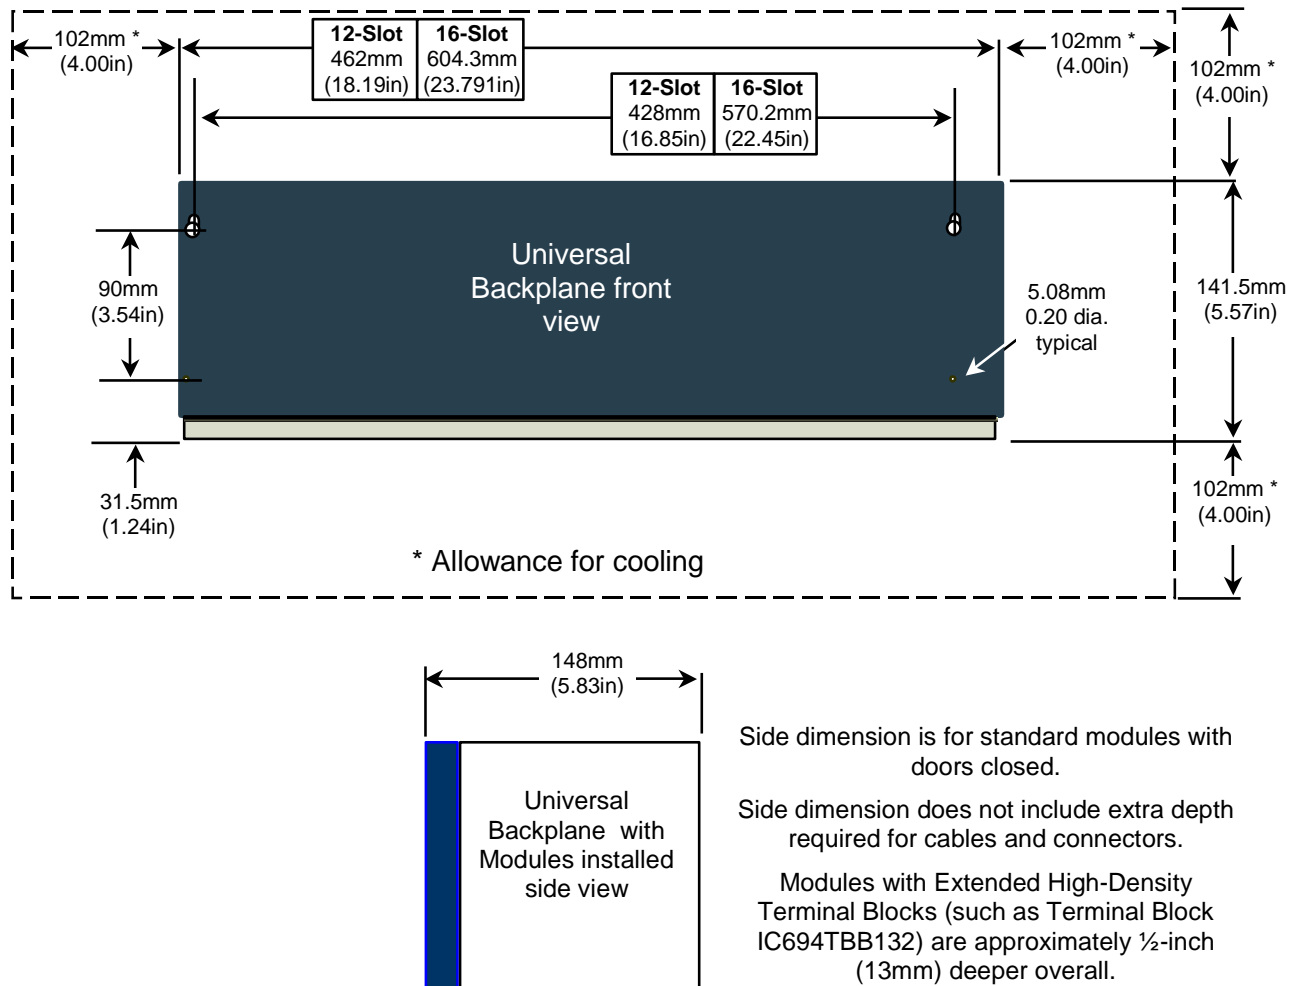 102mm *
(4.00in)
12-Slot 16-Slot
462mm 604.3mm
(18.19in) (23.791in)
102mm *
(4.00in)
102mm *
(4.00in)
12-Slot 16-Slot
428mm 570.2mm
(16.85in) (22.45in)
Universal
Backplane front
view
90mm
(3.54in)
5.08mm
0.20 dia.
typical
141.5mm
(5.57in)
31.5mm
(1.24in)
102mm *
(4.00in)
* Allowance for cooling
148mm
(5.83in)
Universal
Backplane with
Modules installed
side view
Side dimension is for standard modules with
doors closed.
Side dimension does not include extra depth
required for cables and connectors.
Modules with Extended High-Density
Terminal Blocks (such as Terminal Block
IC694TBB132) are approximately ½-inch
(13mm) deeper overall.